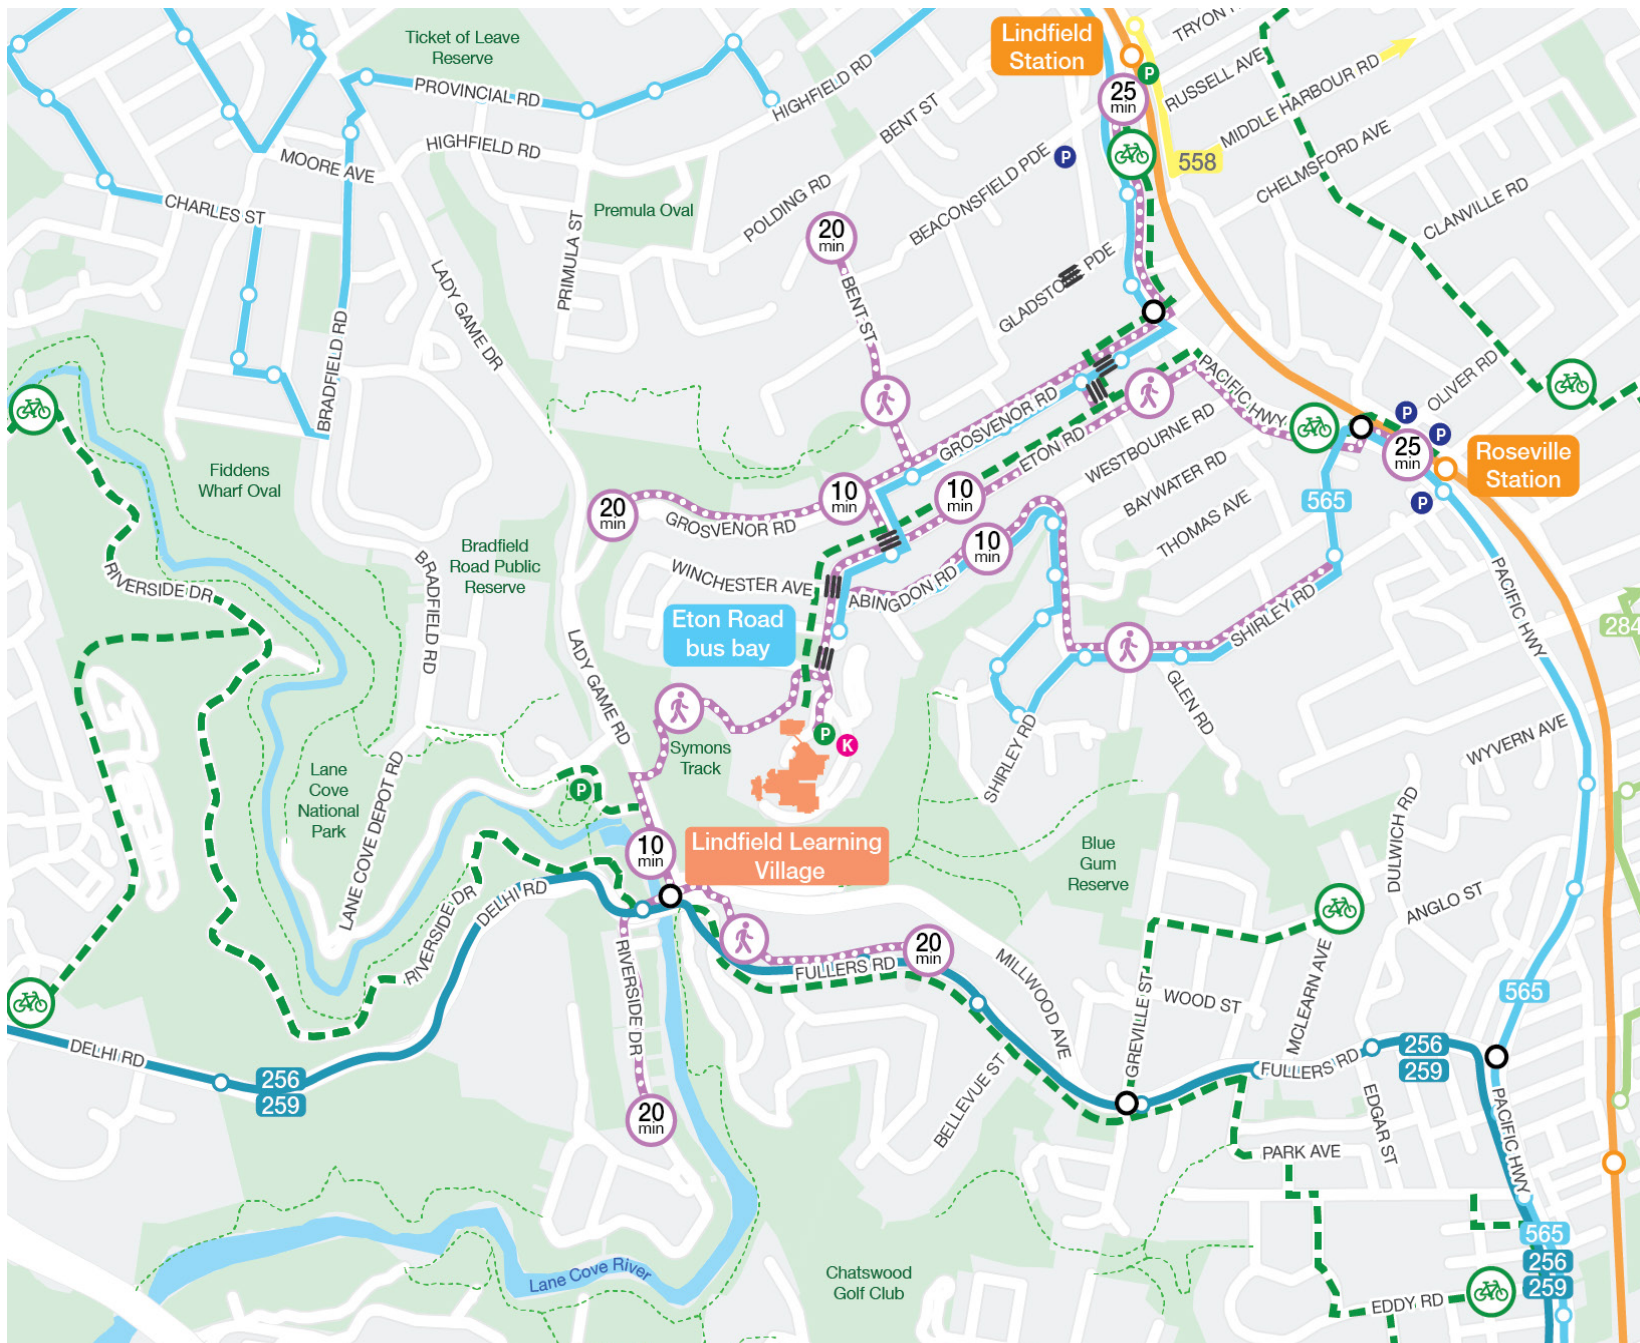 Ticket of Leave
Reserve
Lindfield
Station
TRYON R
P
25
min
RUSSELL AVE
MIDDLE HARBOUR RD
PROVINCIAL RD
HIGHFIELD RD
HIGHFIELD RD
BENT ST
MOORE AVE
558
P
CHELMSFORD AVE
CHARLES ST
Premula Oval
POLDING RD
BEACONSFIELD PDE
CLANVILLE RD
20
min
PRIMULA ST
LADY GAME DR
BENT ST
PDE
BRADFIELD RD
PACIFIC HWY
OLIVER RD
P
P
GROSVENOR RD
ETON RD
WESTBOURNE RD
BAYWATER RD
THOMAS AVE
25
min
Roseville
Station
P
565
Fiddens
Wharf Oval
20
min
GROSVENOR RD
10
min
10
min
10
min
Bradfield
Road Public
Reserve
WINCHESTER AVE
ABINGDON RD
PACIFIC HWY
RIVERSIDE DR
BRADFIELD RD
Eton Road
bus bay
SHIRLEY RD
284
LADY GAME RD
GLEN RD
Symons
Track
P
K
SHIRLEY RD
WYVERN AVE
Lane
Cove
National
Park
LANE COVE DEPOT RD
P
DULWICH RD
10
min
Lindfield Learning
Village
Blue
Gum
Reserve
RIVERSIDE DR
DELHI RD
ANGLO ST
RIVERSIDE DR
FULLERS RD
20
min
MILLWOOD AVE
GREVILLE ST
WOOD ST
MCLEARN AVE
565
DELHI RD
256
259
FULLERS RD
256
259
20
min
BELLEVUE ST
EDGAR ST
PARK AVE
PACIFIC HWY
565
256
259
Lane Cove River
Chatswood
Golf Club
EDDY RD